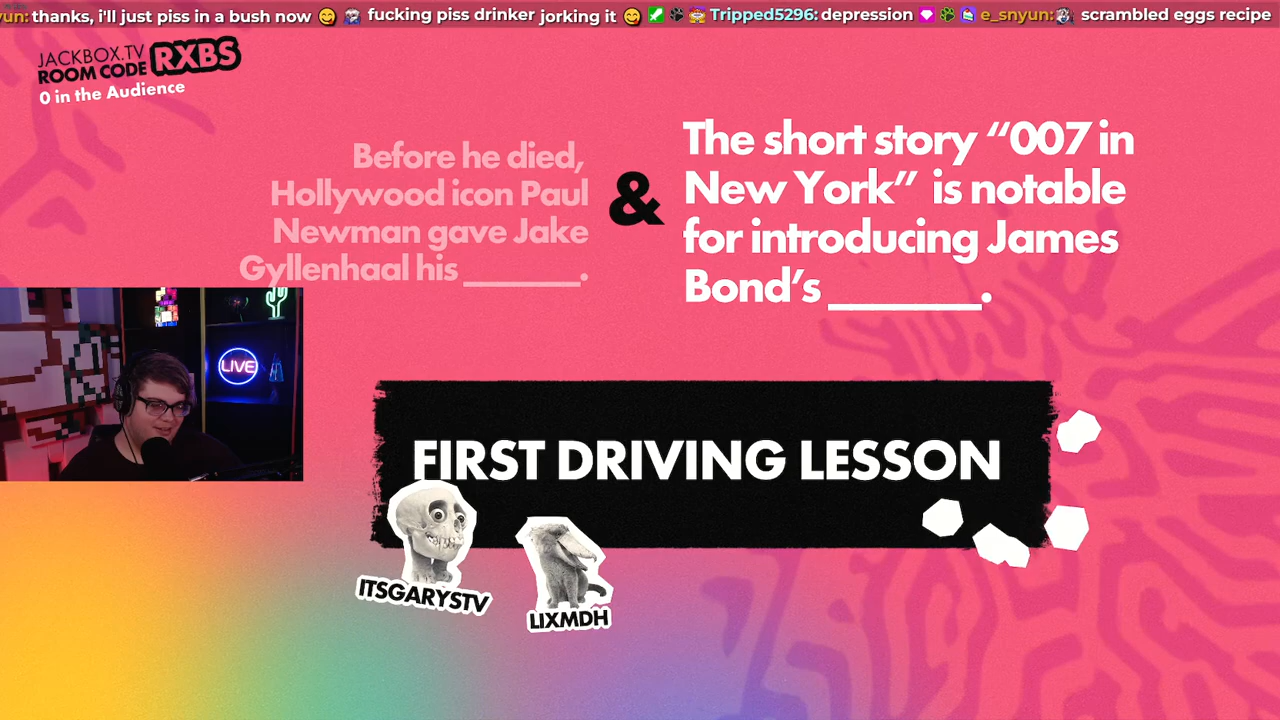 yun: thanks, i'll just piss in a bush now fucking piss drinker jorking it Tripped5296: depression e_snyun: scrambled eggs recipe
JACKBOX.TV
ROOM CODE RXBS
0 in the Audience
Before he died,
Hollywood icon Paul
Newman gave Jake
Gyllenhaal his ______.
&
The short story “007 in
New York” is notable
for introducing James
Bond’s ______.
LIVE
FIRST DRIVING LESSON
ITSGARYSTV
LIXMDH